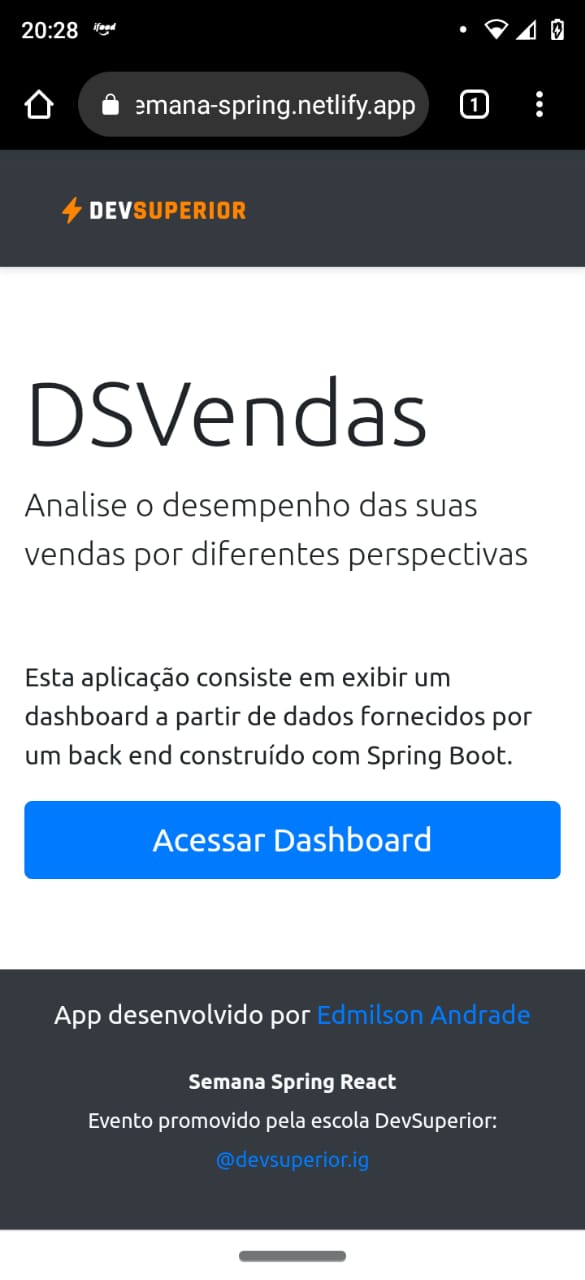 20:28 ifood
emana-spring.netlify.app 1
DEVSUPERIOR
DSVendas
Analise o desempenho das suas
vendas por diferentes perspectivas
Esta aplicação consiste em exibir um
dashboard a partir de dados fornecidos por
um back end construído com Spring Boot.
Acessar Dashboard
App desenvolvido por Edmilson Andrade
Semana Spring React
Evento promovido pela escola DevSuperior:
@devsuperior.ig